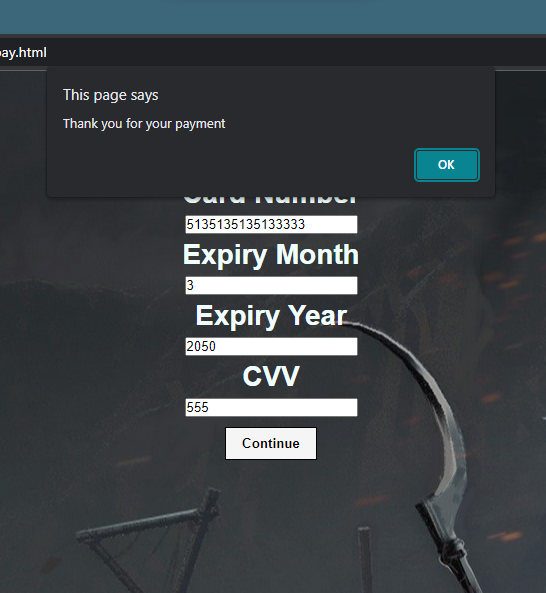 pay.html
This page says
Thank you for your payment
OK
Card Number
5135135135133333
Expiry Month
3
Expiry Year
2050
CVV
555
Continue